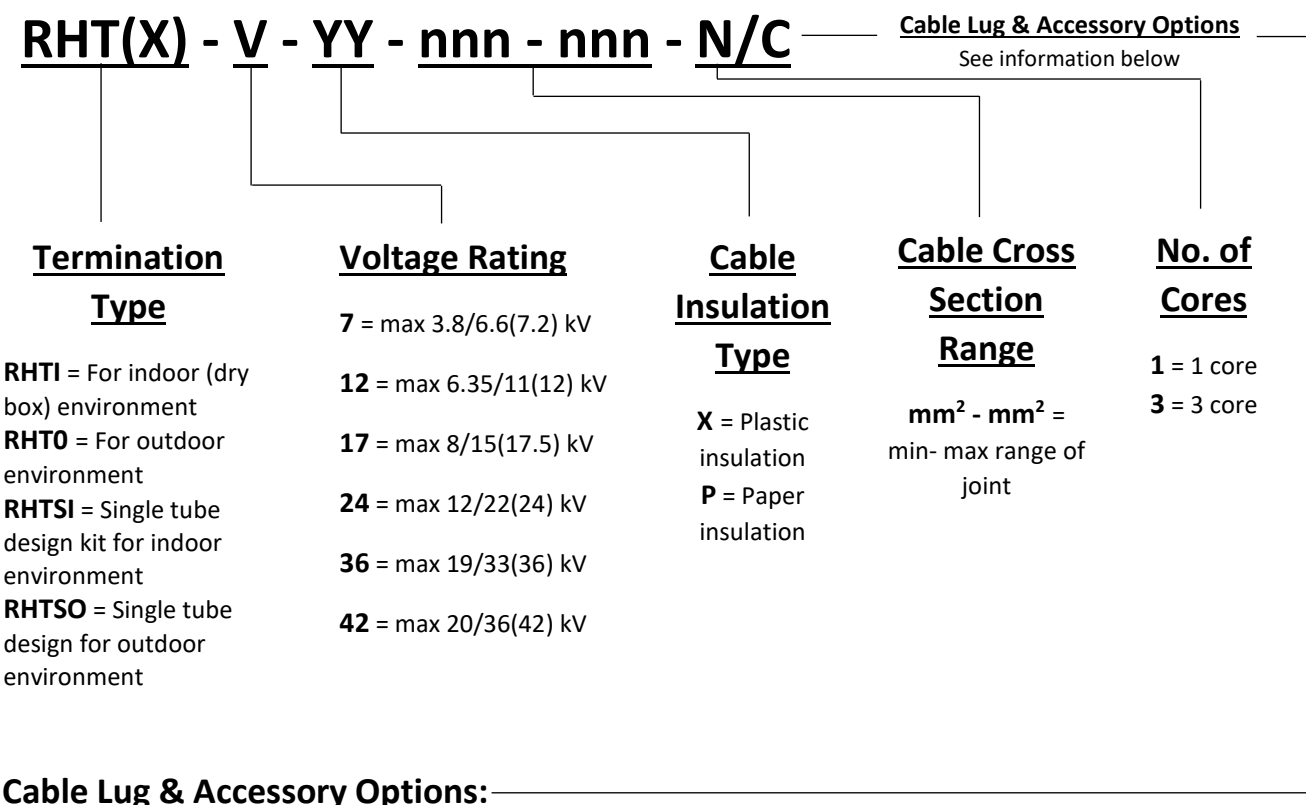 RHT(X) - V - YY - nnn - nnn - N/C
Cable Lug & Accessory Options
See information below
Termination
Type
RHTI = For indoor (dry
box) environment
RHT0 = For outdoor
environment
RHTSI = Single tube
design kit for indoor
environment
RHTSO = Single tube
design for outdoor
environment
Voltage Rating
7 = max 3.8/6.6(7.2) kV
12 = max 6.35/11(12) kV
17 = max 8/15(17.5) kV
24 = max 12/22(24) kV
36 = max 19/33(36) kV
42 = max 20/36(42) kV
Cable
Insulation
Type
X = Plastic
insulation
P = Paper
insulation
Cable Cross
Section
Range
mm² - mm² =
min- max range of
joint
No. of
Cores
1 = 1 core
3 = 3 core
Cable Lug & Accessory Options: